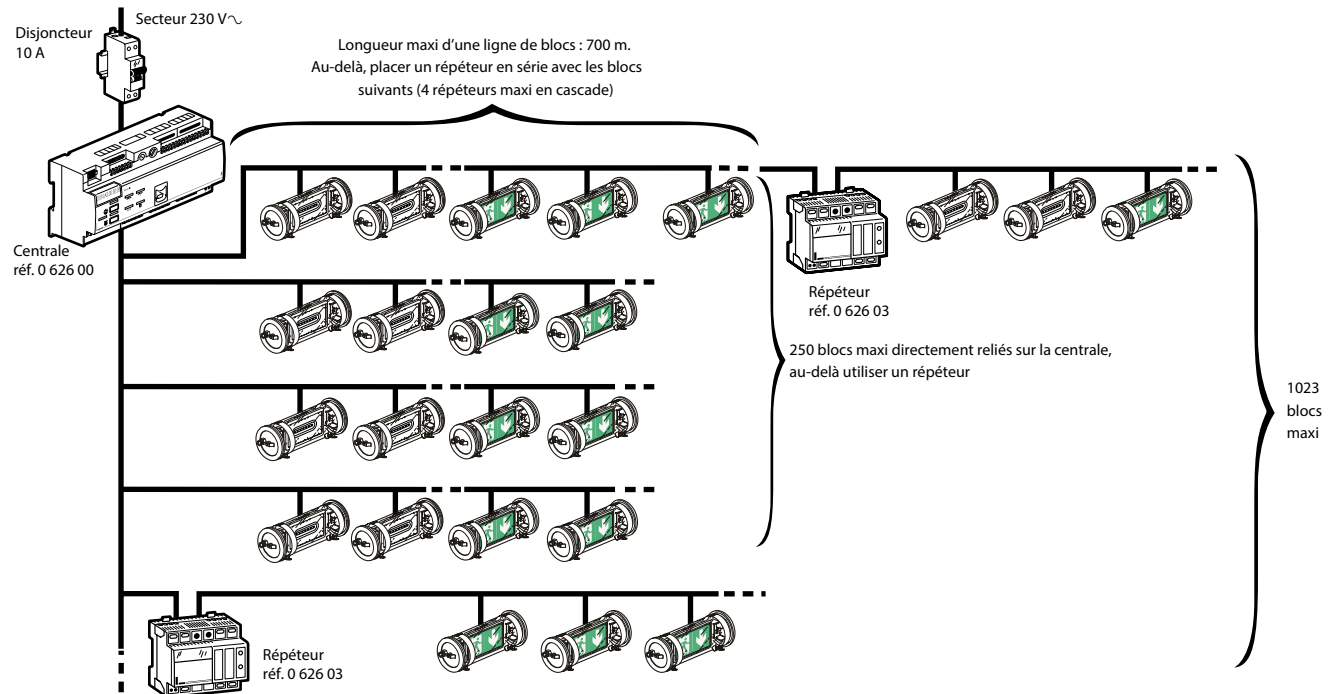 Secteur 230 V~
Disjoncteur
10 A
Longueur maxi d'une ligne de blocs : 700 m.
Au-delà, placer un répéteur en série avec les blocs
suivants (4 répéteurs maxi en cascade)
Centrale
réf. 0 626 00
Répéteur
réf. 0 626 03
250 blocs maxi directement reliés sur la centrale,
au-delà utiliser un répéteur
1023
blocs
maxi
Répéteur
réf. 0 626 03